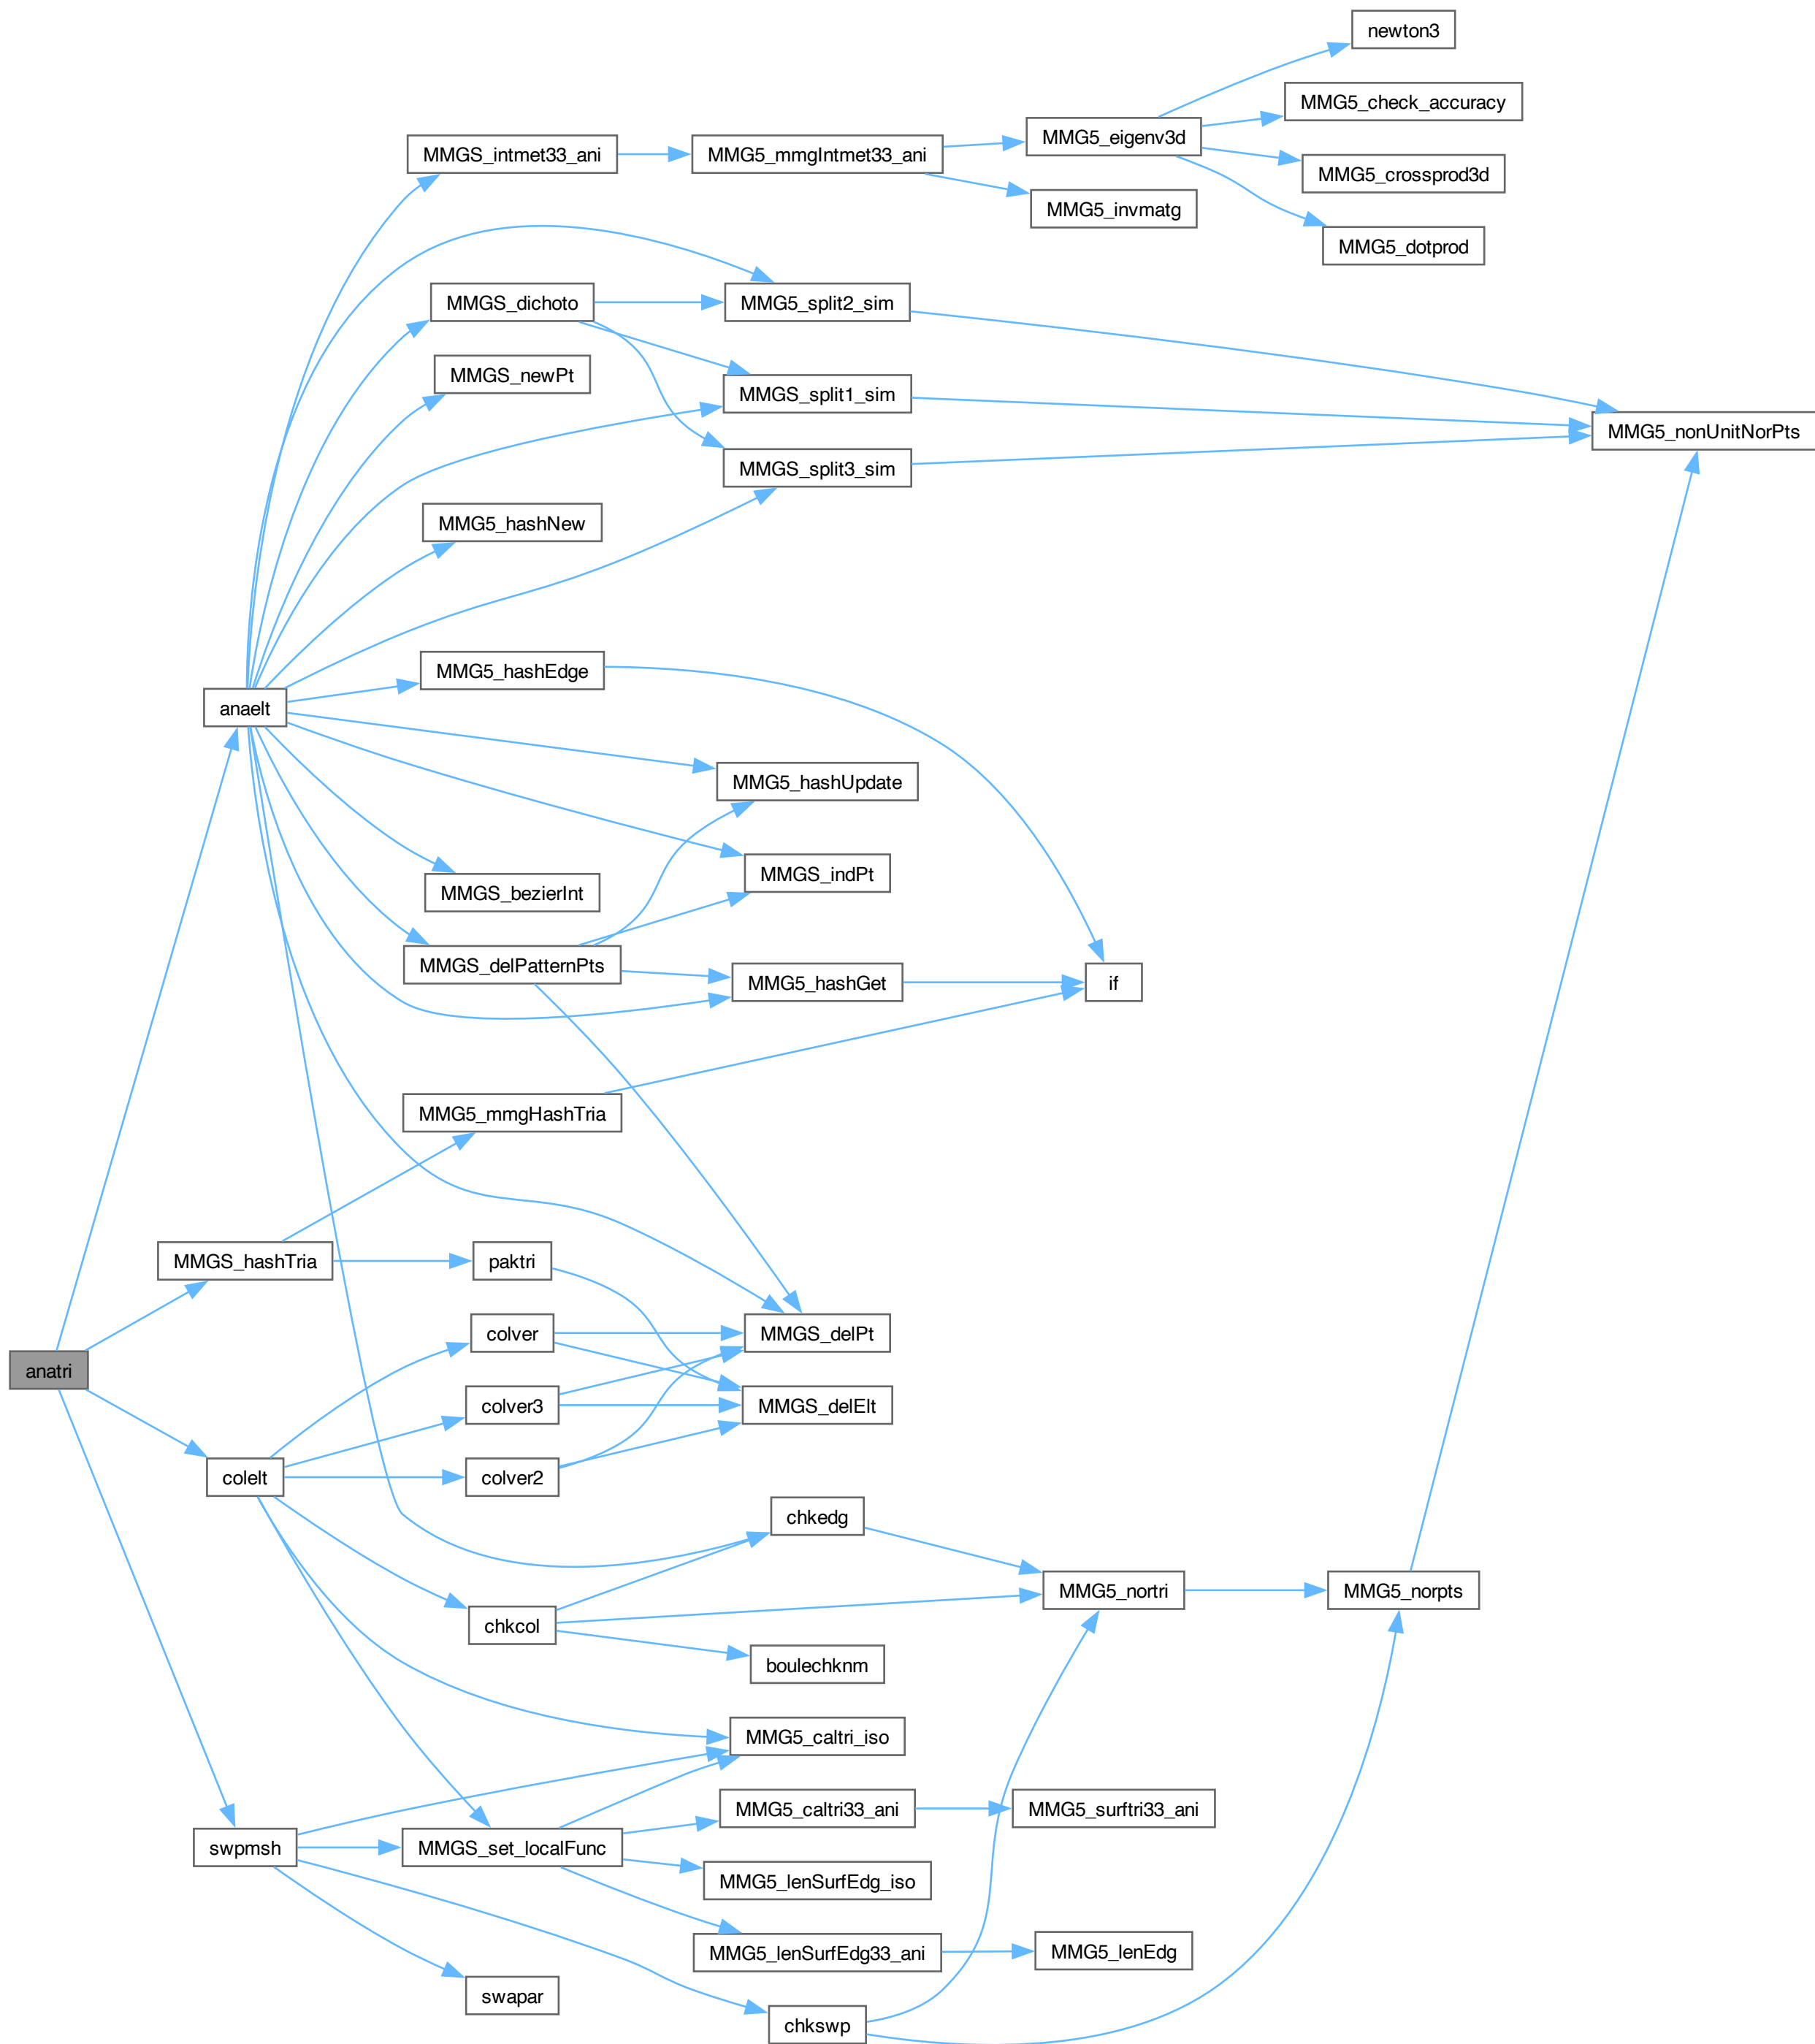 newton3
MMG5_check_accuracy
MMG5_eigenv3d
MMGS_intmet33_ani
MMG5_mmgIntmet33_ani
MMG5_crossprod3d
MMG5_invmatg
MMG5_dotprod
MMGS_dichoto
MMG5_split2_sim
MMGS_newPt
MMGS_split1_sim
MMG5_nonUnitNorPts
MMGS_split3_sim
MMG5_hashNew
MMG5_hashEdge
anaelt
MMG5_hashUpdate
MMGS_indPt
MMGS_bezierInt
MMGS_delPatternPts
MMG5_hashGet
if
MMG5_mmgHashTria
MMGS_hashTria
paktri
colver
MMGS_delPt
anatri
colver3
MMGS_delElt
colelt
colver2
chkedg
MMG5_nortri
MMG5_norpts
chkcol
boulechknm
MMG5_caltri_iso
MMG5_caltri33_ani
MMG5_surftri33_ani
swpmsh
MMGS_set_localFunc
MMG5_lenSurfEdg_iso
MMG5_lenSurfEdg33_ani
MMG5_lenEdg
swapar
chkswp